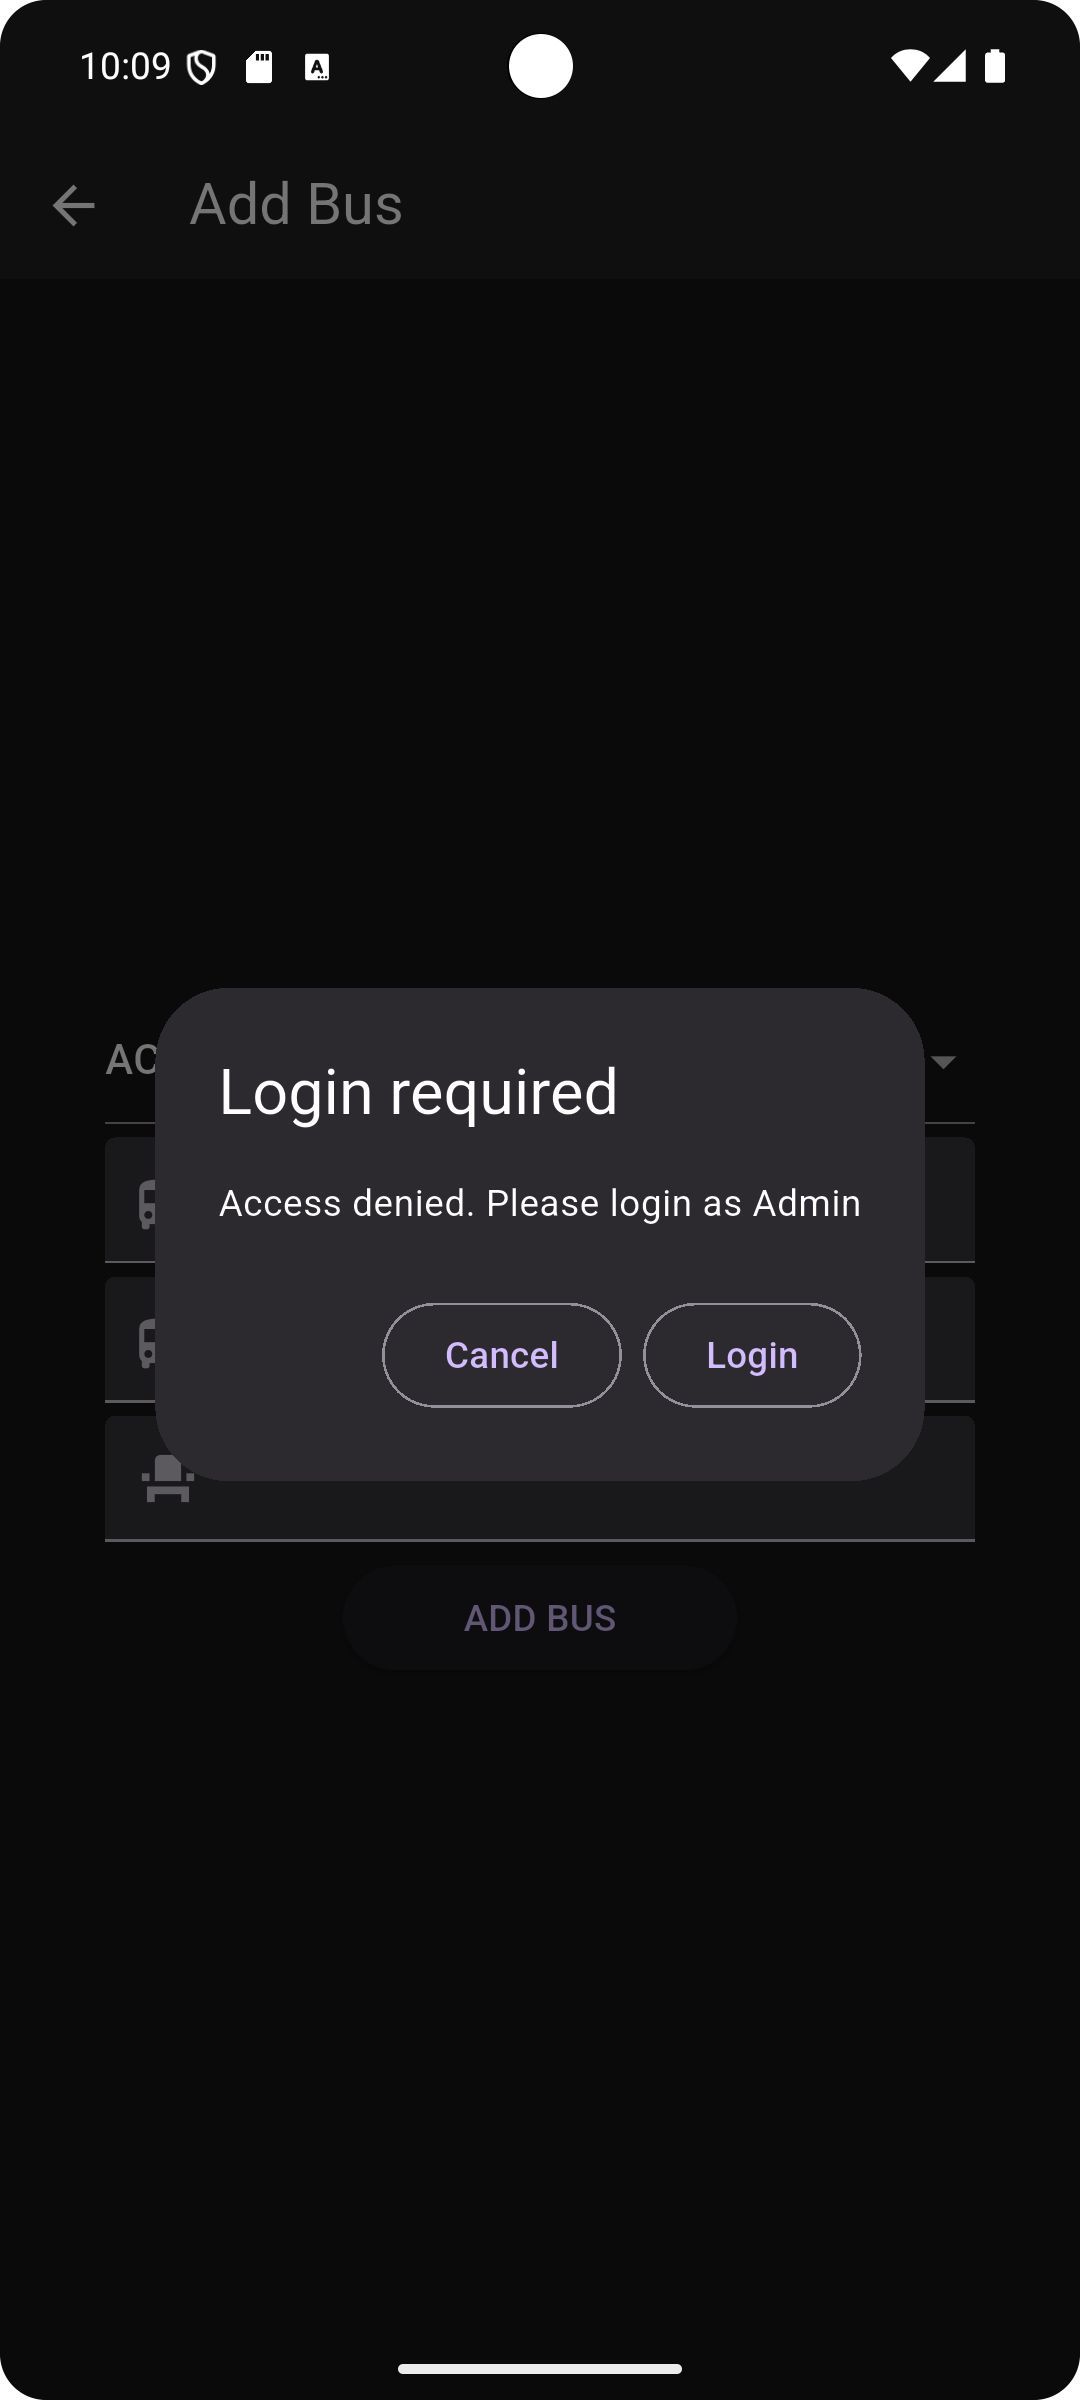 10:09
Add Bus
AC
Login required
Access denied. Please login as Admin
Cancel Login
ADD BUS